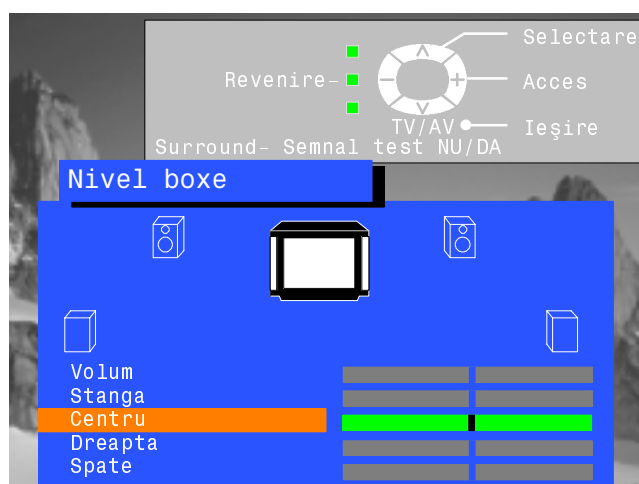 Selectare
Revenire– – + Acces
TV/AV Ieşire
Surround– Semnal test NU/DA
Nivel boxe
Volum
Stanga
Centru
Dreapta
Spate